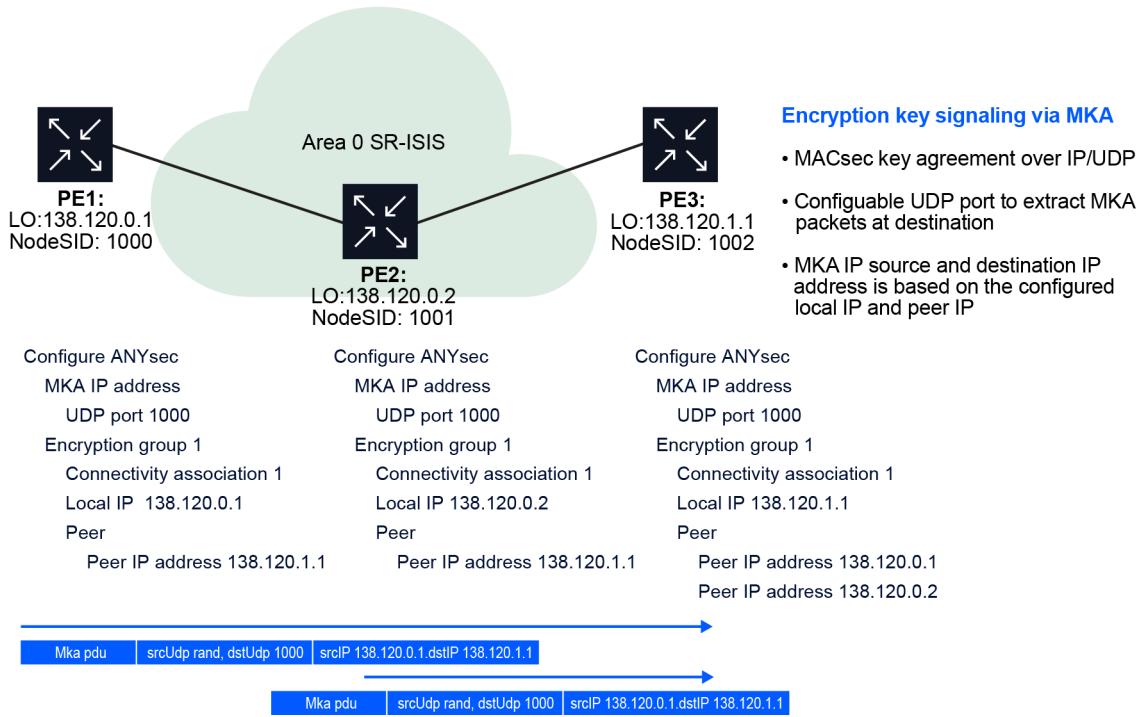 Area 0 SR-ISIS
PE1:
LO:138.120.0.1
NodeSID: 1000
PE2:
LO:138.120.0.2
NodeSID: 1001
PE3:
LO:138.120.1.1
NodeSID: 1002
Encryption key signaling via MKA
• MACsec key agreement over IP/UDP
• Configuable UDP port to extract MKA
packets at destination
• MKA IP source and destination IP
address is based on the configured
local IP and peer IP
Configure ANYsec
MKA IP address
UDP port 1000
Encryption group 1
Connectivity association 1
Local IP 138.120.0.1
Peer
Peer IP address 138.120.1.1
Configure ANYsec
MKA IP address
UDP port 1000
Encryption group 1
Connectivity association 1
Local IP 138.120.0.2
Peer
Peer IP address 138.120.1.1
Configure ANYsec
MKA IP address
UDP port 1000
Encryption group 1
Connectivity association 1
Local IP 138.120.1.1
Peer
Peer IP address 138.120.0.1
Peer IP address 138.120.0.2
Mka pdu srcUdp rand, dstUdp 1000 srcIP 138.120.0.1.dstIP 138.120.1.1
Mka pdu srcUdp rand, dstUdp 1000 srcIP 138.120.0.1.dstIP 138.120.1.1